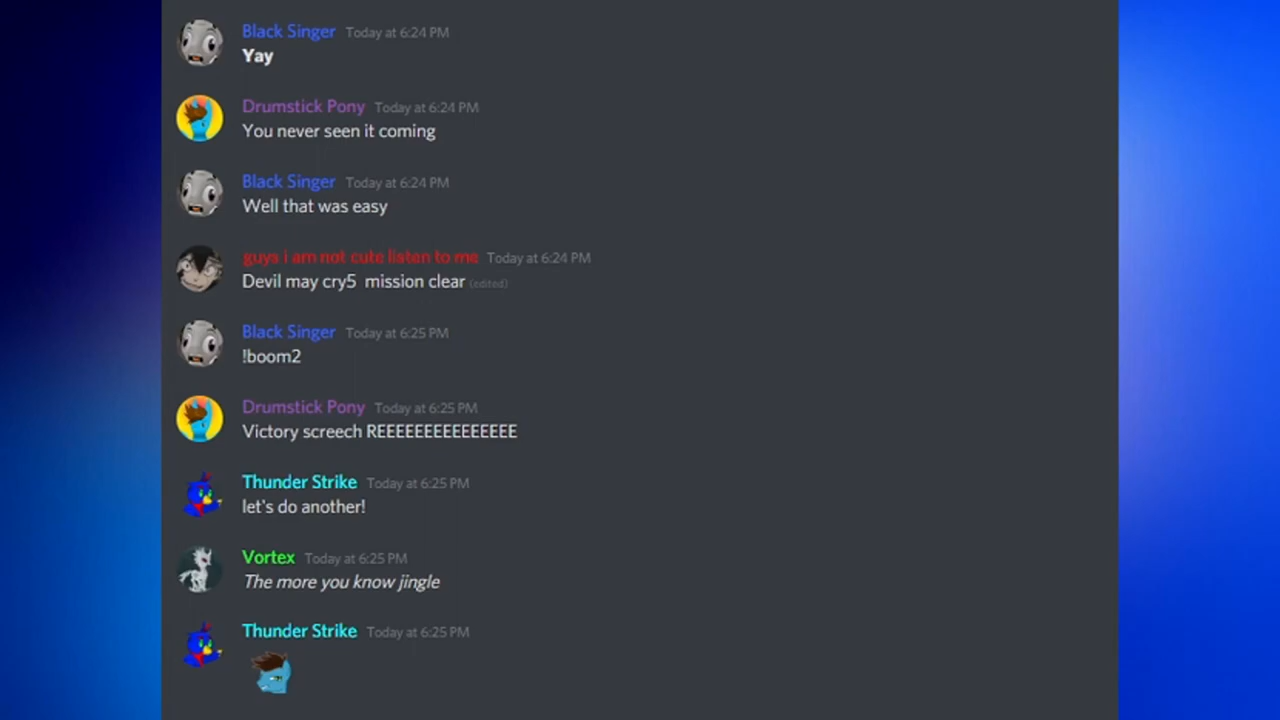 Black Singer Today at 6:24 PM
Yay
Drumstick Pony Today at 6:24 PM
You never seen it coming
Black Singer Today at 6:24 PM
Well that was easy
guys i am not cute listen to me Today at 6:24 PM
Devil may cry5 mission clear (edited)
Black Singer Today at 6:25 PM
!boom2
Drumstick Pony Today at 6:25 PM
Victory screech REEEEEEEEEEEEEEE
Thunder Strike Today at 6:25 PM
let's do another!
Vortex Today at 6:25 PM
The more you know jingle
Thunder Strike Today at 6:25 PM